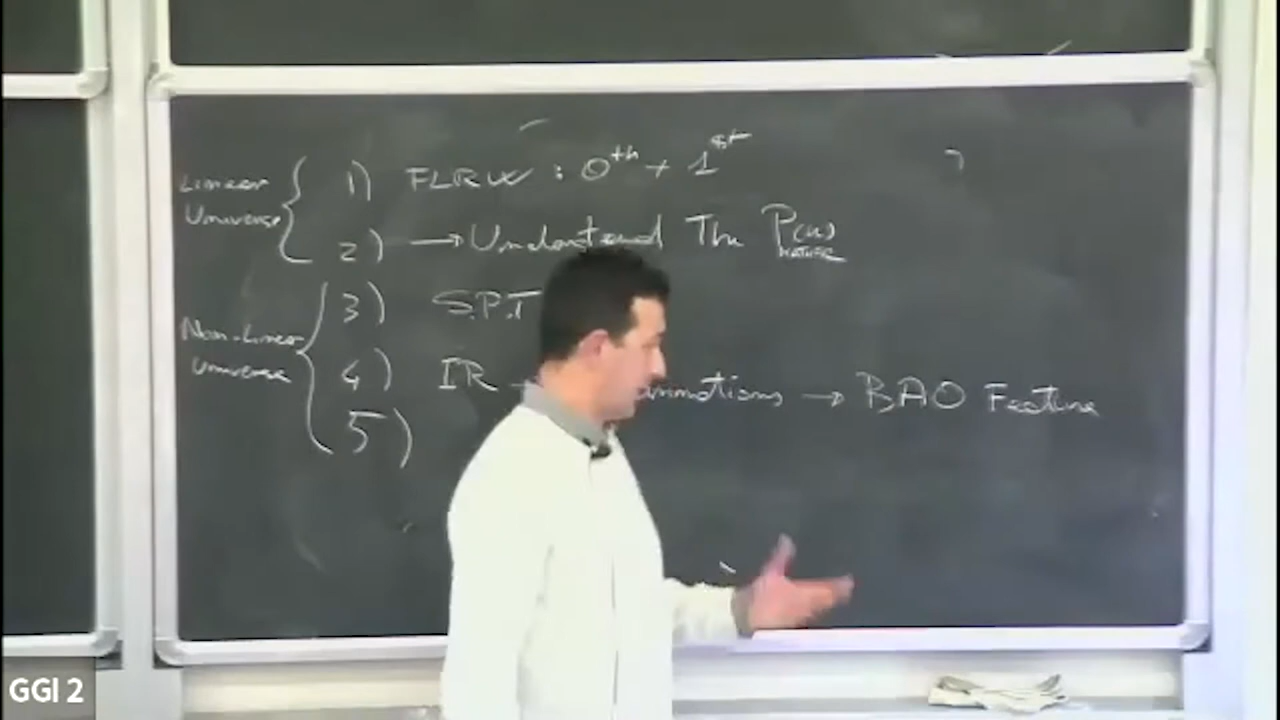 Linear
Universe
1) FLRW : 0th + 1st
2) → Understand The P(k)
MATTER
3) S.P.T
Non-Linear
Universe
4) IR → BAO Feature
5)
GGI 2